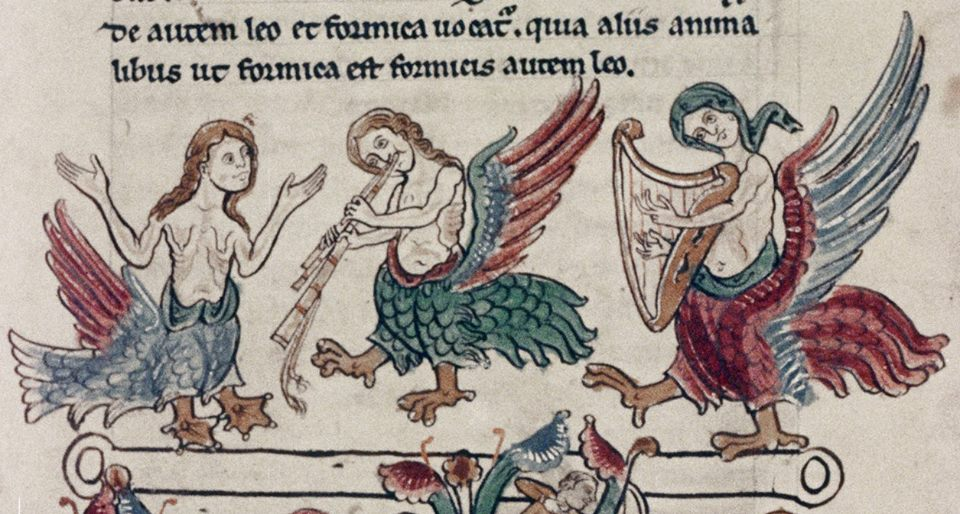 de autem leo et formica uocat᷑. quia aliis anima
libus ut formica est formicis autem leo.